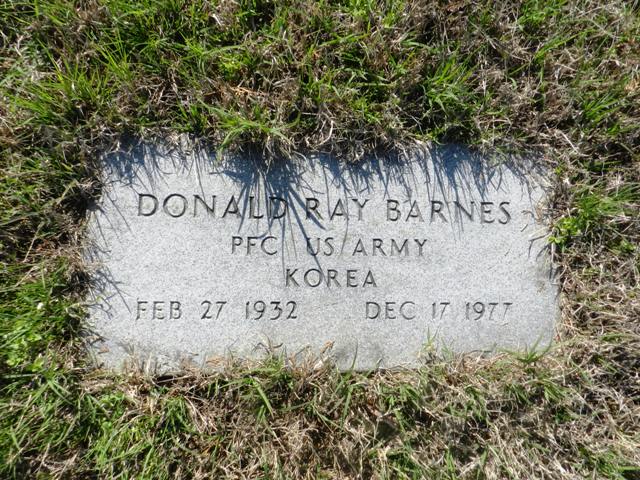 DONALD RAY BARNES
PFC US ARMY
KOREA
FEB 27 1932 DEC 17 1977